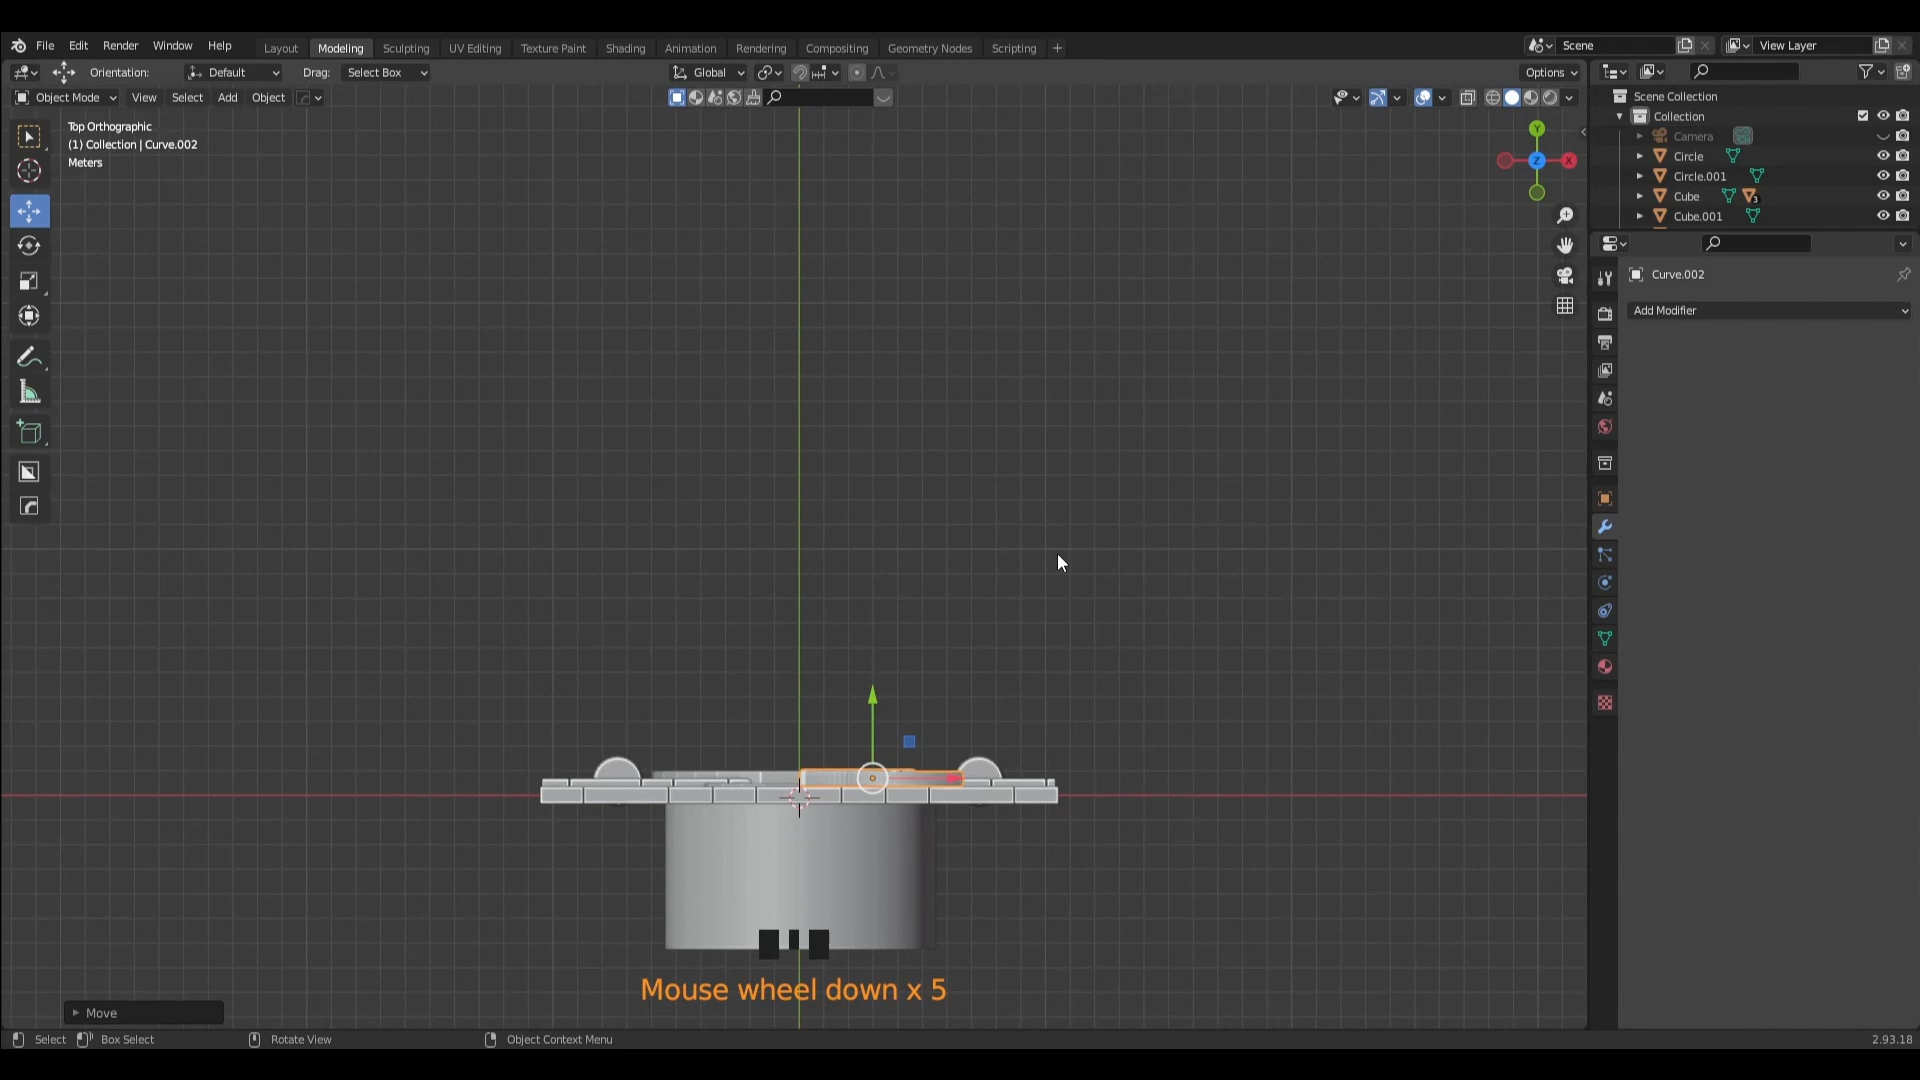 File Edit Render Window Help
Layout Modeling Sculpting UV Editing Texture Paint Shading Animation Rendering Compositing Geometry Nodes Scripting +
Scene
View Layer
Orientation: Default Drag: Select Box
Global
Options
Object Mode View Select Add Object
Top Orthographic
(1) Collection | Curve.002
Meters
Y
X
Z
Scene Collection
Collection
Camera
Circle
Circle.001
Cube
3
Cube.001
Curve.002
Add Modifier
Mouse wheel down x 5
Move
Select Box Select Rotate View Object Context Menu
2.93.18